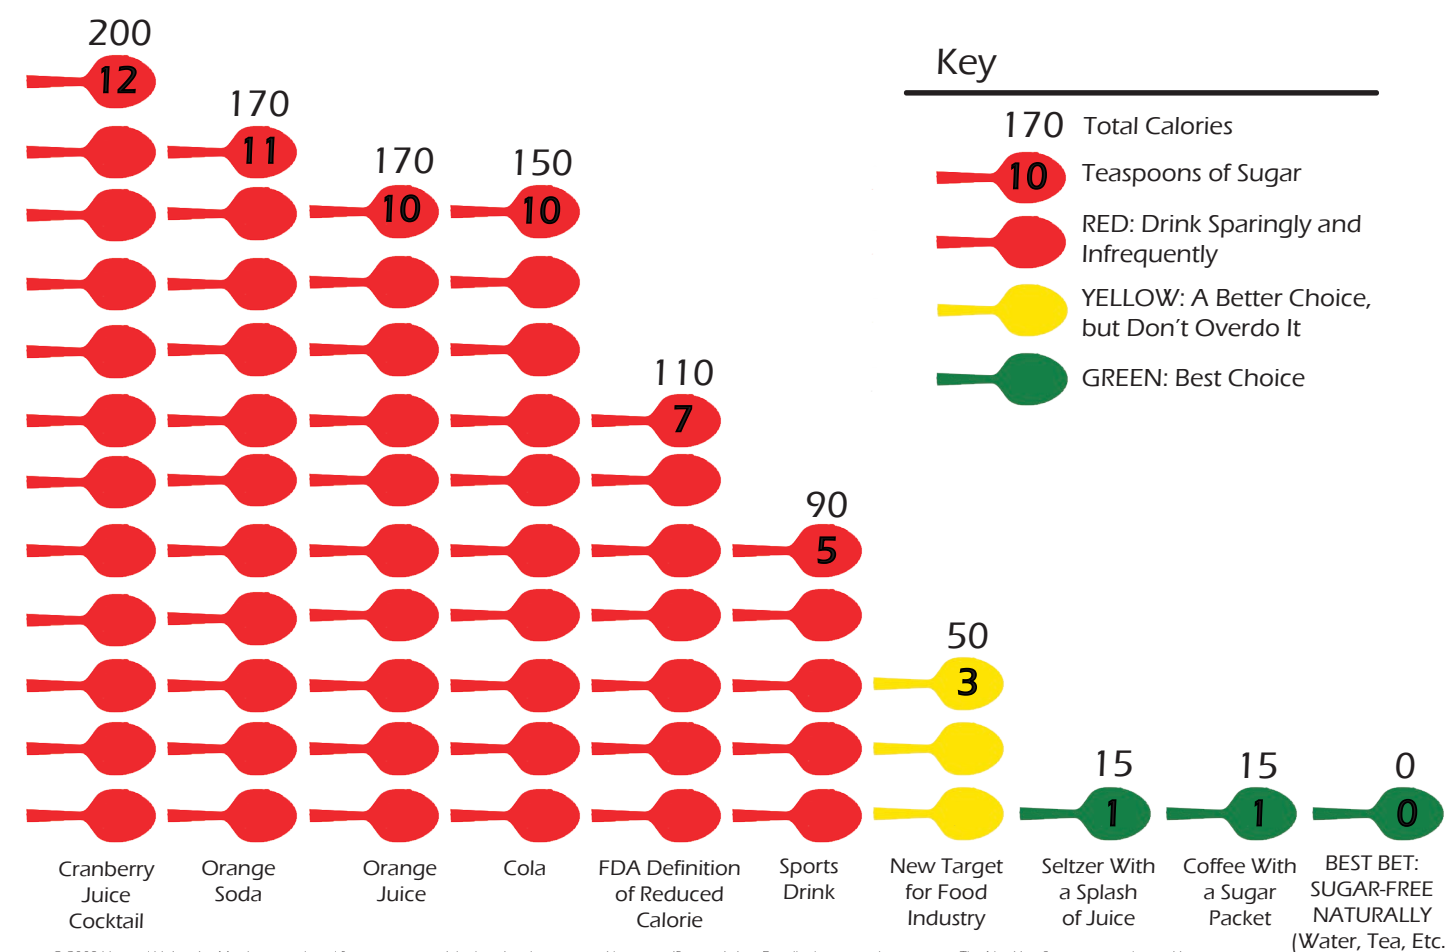 200
12
170
11
170
10
150
10
110
7
90
5
50
3
15
1
15
1
0
0
Key
170 Total Calories
10 Teaspoons of Sugar
RED: Drink Sparingly and
Infrequently
YELLOW: A Better Choice,
but Don't Overdo It
GREEN: Best Choice
Cranberry
Juice
Cocktail
Orange
Soda
Orange
Juice
Cola
FDA Definition
of Reduced
Calorie
Sports
Drink
New Target
for Food
Industry
Seltzer With
a Splash
of Juice
Coffee With
a Sugar
Packet
BEST BET:
SUGAR-FREE
NATURALLY
(Water, Tea, Etc.